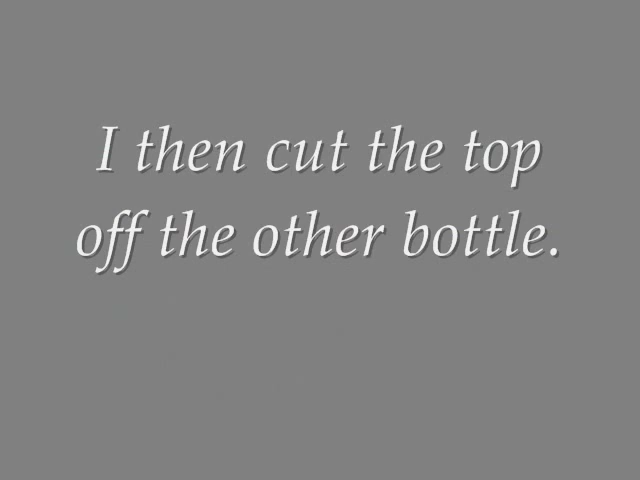 I then cut the top
off the other bottle.